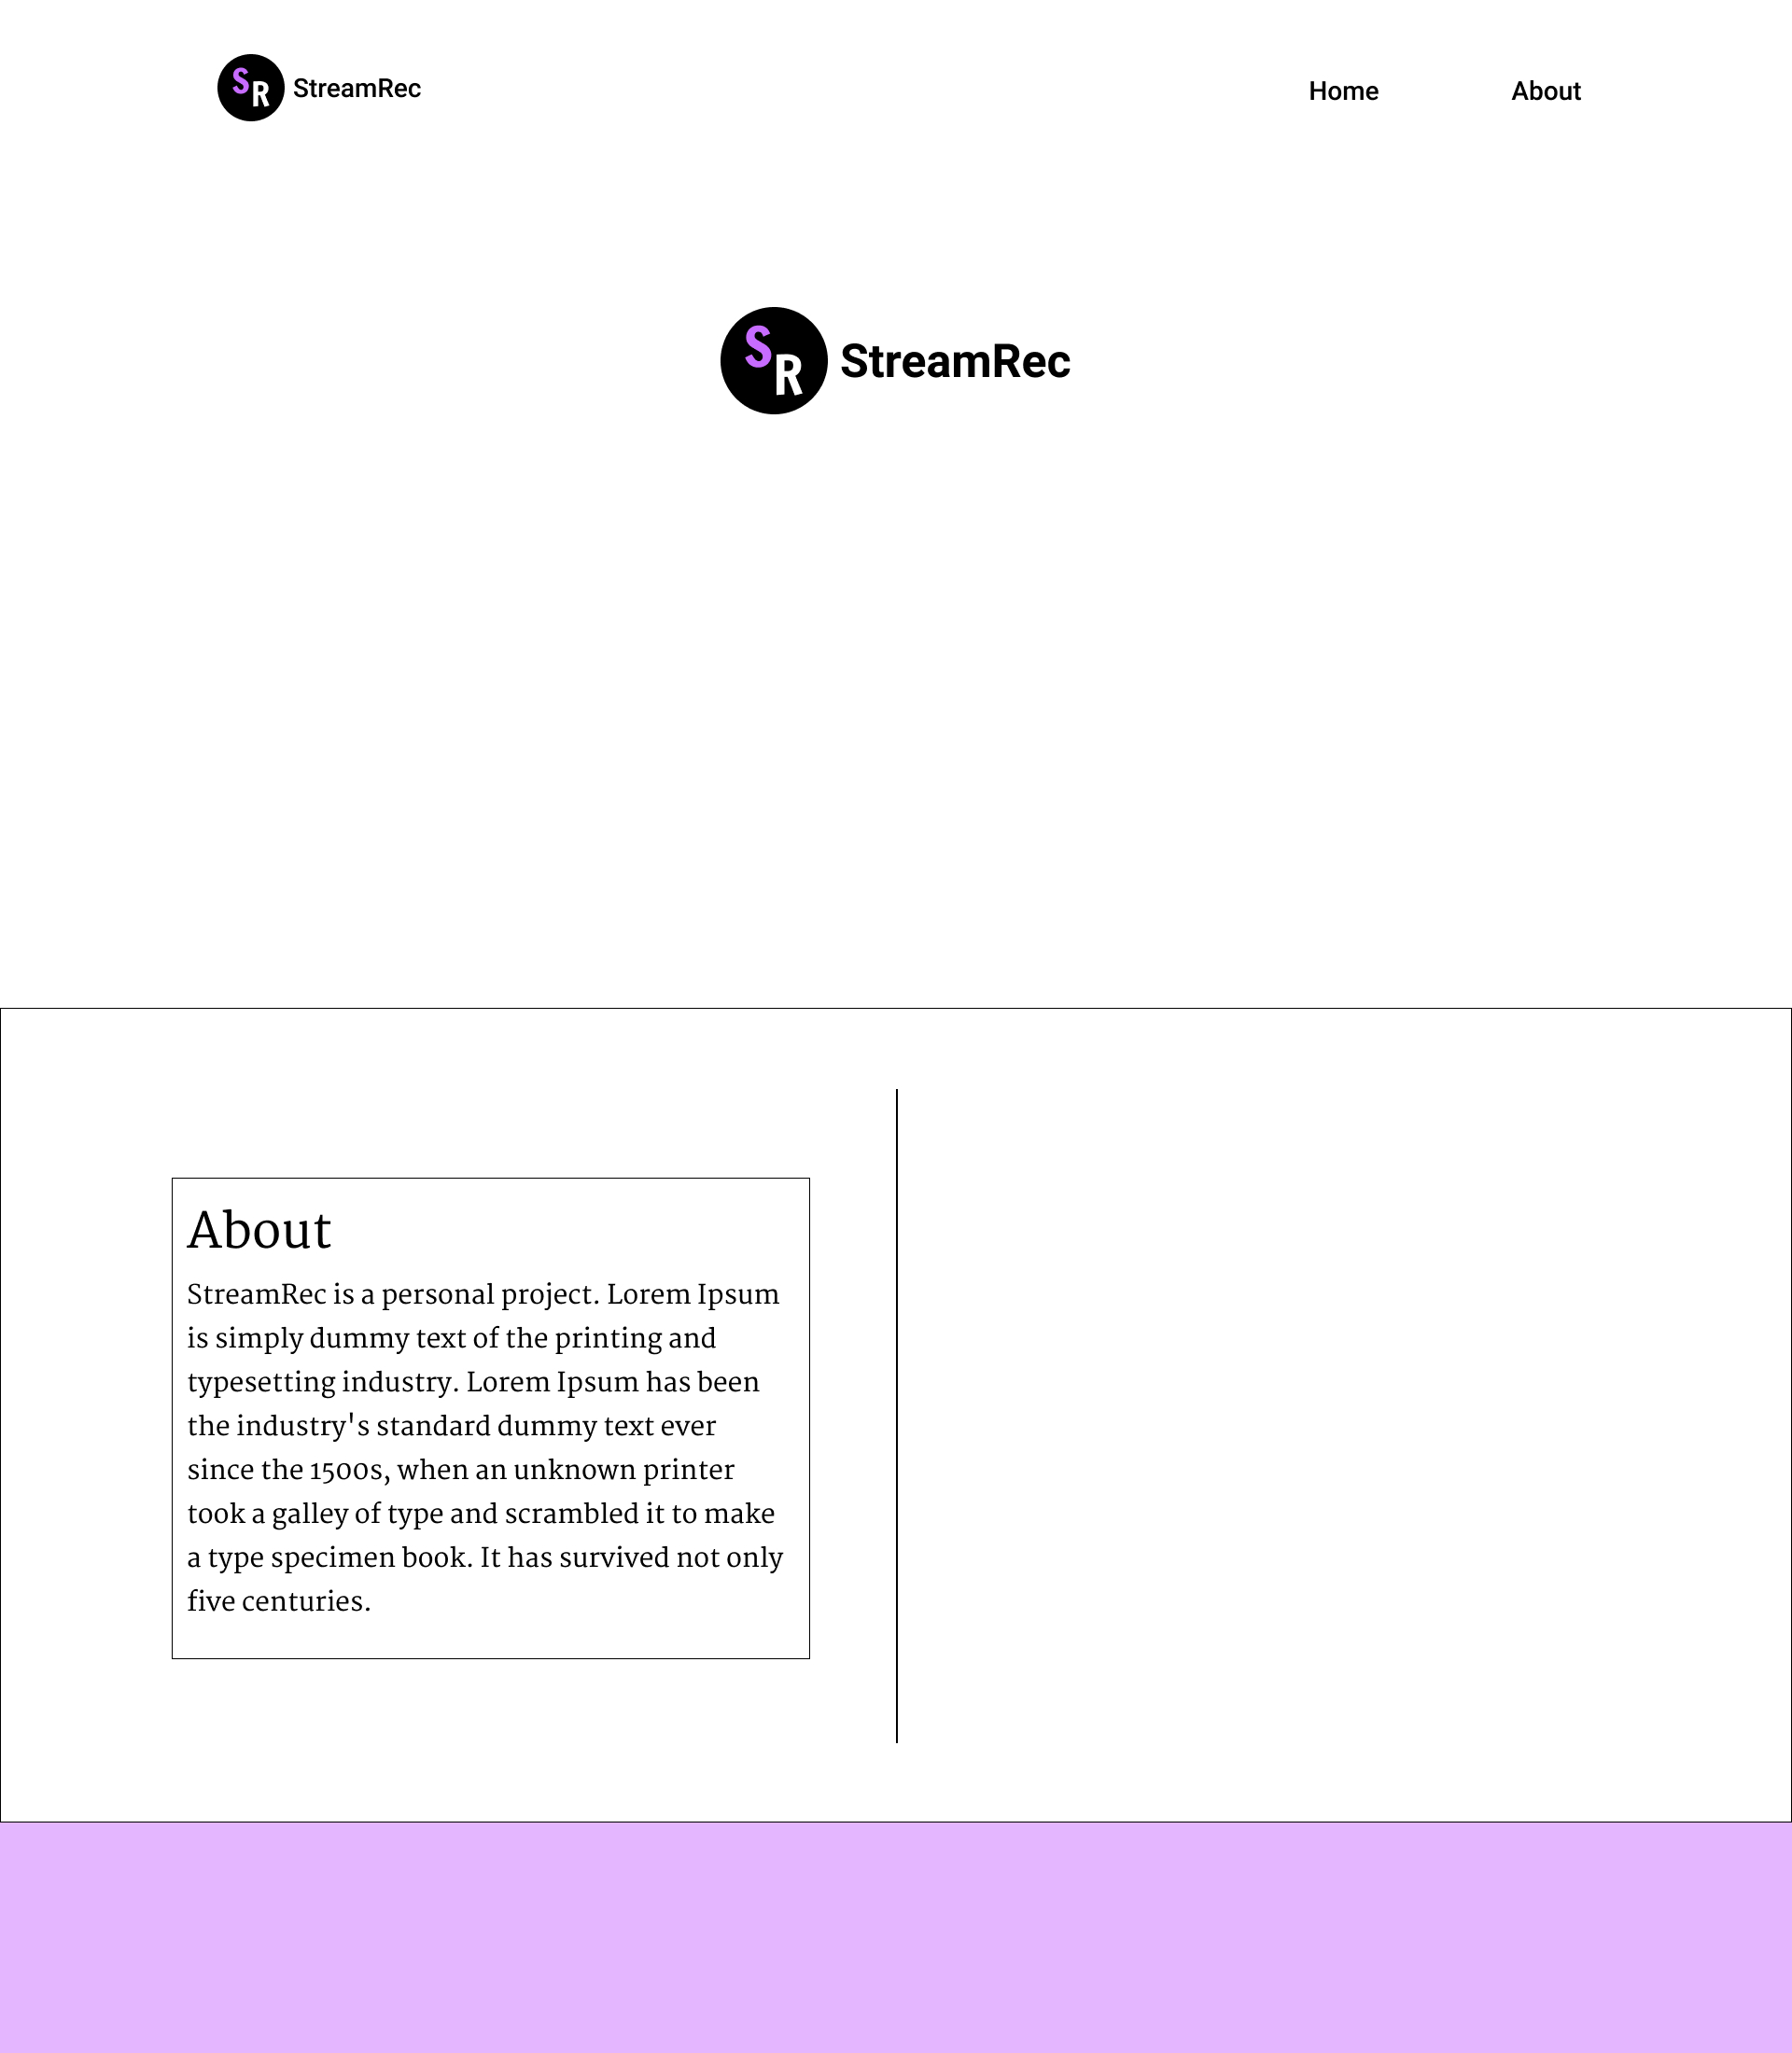 SR StreamRec
Home
About
SR StreamRec
About
StreamRec is a personal project. Lorem Ipsum
is simply dummy text of the printing and
typesetting industry. Lorem Ipsum has been
the industry's standard dummy text ever
since the 1500s, when an unknown printer
took a galley of type and scrambled it to make
a type specimen book. It has survived not only
five centuries.